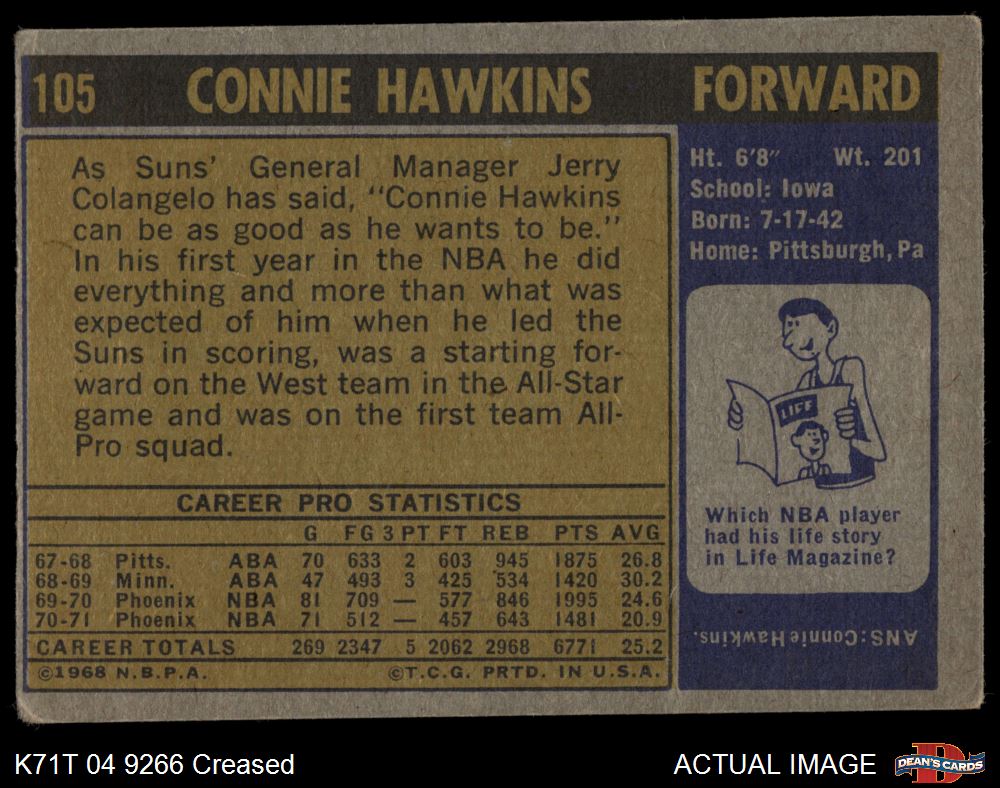 105 CONNIE HAWKINS FORWARD
As Suns' General Manager Jerry
Colangelo has said, "Connie Hawkins
can be as good as he wants to be."
In his first year in the NBA he did
everything and more than what was
expected of him when he led the
Suns in scoring, was a starting for-
ward on the West team in the All-Star
game and was on the first team All-
Pro squad.
CAREER PRO STATISTICS
G FG 3 PT FT REB PTS AVG
67-68 Pitts. ABA 70 633 2 603 945 1875 26.8
68-69 Minn. ABA 47 493 3 425 534 1420 30.2
69-70 Phoenix NBA 81 709 — 577 846 1995 24.6
70-71 Phoenix NBA 71 512 — 457 643 1481 20.9
CAREER TOTALS 269 2347 5 2062 2968 6771 25.2
©1968 N.B.P.A. ©T.C.G. PRTD. IN U.S.A.
Ht. 6'8" Wt. 201
School: Iowa
Born: 7-17-42
Home: Pittsburgh, Pa
LIFE
Which NBA player
had his life story
in Life Magazine?
ANS: Connie Hawkins.
K71T 04 9266 Creased
ACTUAL IMAGE
D
DEAN'S CARDS